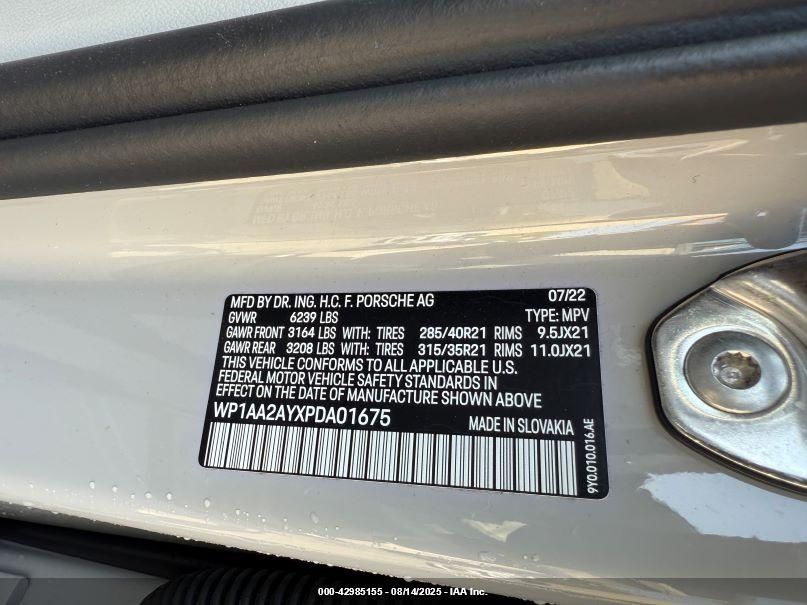 MFD BY DR. ING. H.C. F. PORSCHE AG 07/22
GVWR 6239 LBS TYPE: MPV
GAWR FRONT 3164 LBS WITH: TIRES 285/40R21 RIMS 9.5JX21
GAWR REAR 3208 LBS WITH: TIRES 315/35R21 RIMS 11.0JX21
THIS VEHICLE CONFORMS TO ALL APPLICABLE U.S.
FEDERAL MOTOR VEHICLE SAFETY STANDARDS IN
EFFECT ON THE DATE OF MANUFACTURE SHOWN ABOVE
WP1AA2AYXPDA01675 MADE IN SLOVAKIA
9Y0.010.016.AE
000-42985155 - 08/14/2025 - IAA Inc.